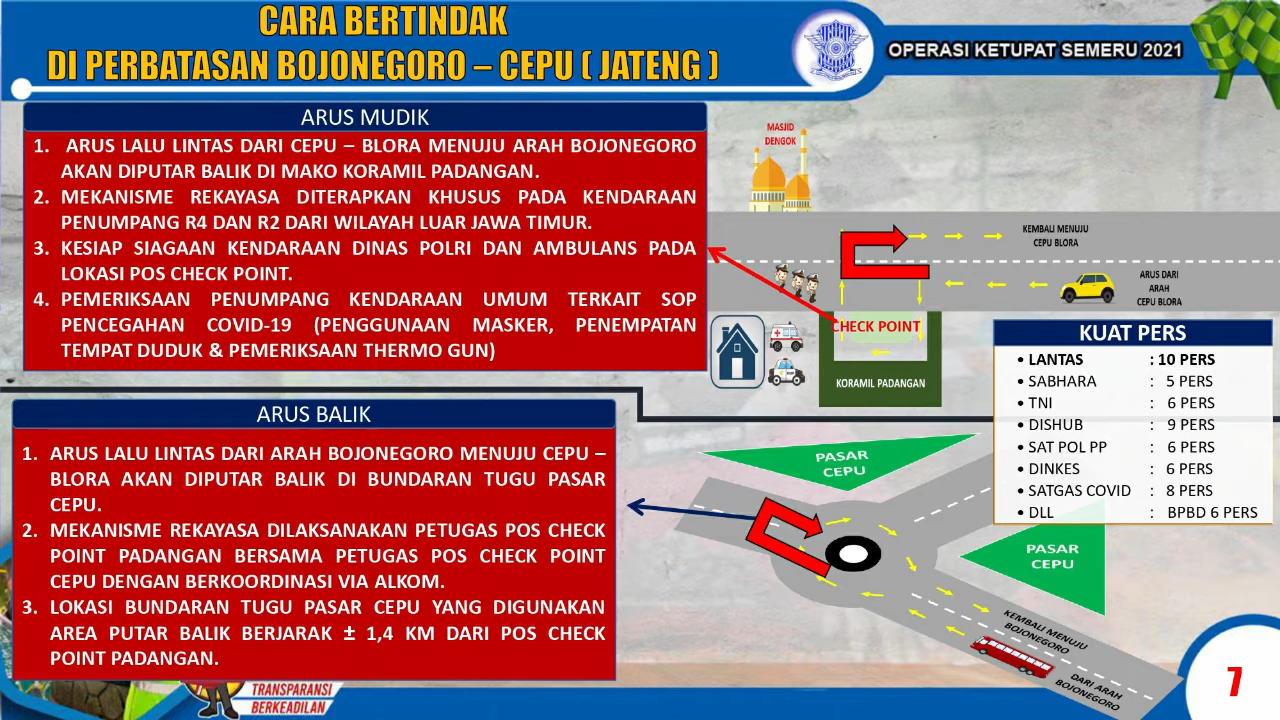 CARA BERTINDAK
DI PERBATASAN BOJONEGORO – CEPU ( JATENG )
OPERASI KETUPAT SEMERU 2021
ARUS MUDIK
1. ARUS LALU LINTAS DARI CEPU – BLORA MENUJU ARAH BOJONEGORO
AKAN DIPUTAR BALIK DI MAKO KORAMIL PADANGAN.
2. MEKANISME REKAYASA DITERAPKAN KHUSUS PADA KENDARAAN
PENUMPANG R4 DAN R2 DARI WILAYAH LUAR JAWA TIMUR.
3. KESIAP SIAGAAN KENDARAAN DINAS POLRI DAN AMBULANS PADA
LOKASI POS CHECK POINT.
4. PEMERIKSAAN PENUMPANG KENDARAAN UMUM TERKAIT SOP
PENCEGAHAN COVID-19 (PENGGUNAAN MASKER, PENEMPATAN
TEMPAT DUDUK & PEMERIKSAAN THERMO GUN)
MASJID
DENGOK
KEMBALI MENUJU
CEPU BLORA
ARUS DARI
ARAH
CEPU BLORA
CHECK POINT
KORAMIL PADANGAN
KUAT PERS
• LANTAS : 10 PERS
• SABHARA : 5 PERS
• TNI : 6 PERS
• DISHUB : 9 PERS
• SAT POL PP : 6 PERS
• DINKES : 6 PERS
• SATGAS COVID : 8 PERS
• DLL : BPBD 6 PERS
ARUS BALIK
1. ARUS LALU LINTAS DARI ARAH BOJONEGORO MENUJU CEPU –
BLORA AKAN DIPUTAR BALIK DI BUNDARAN TUGU PASAR
CEPU.
2. MEKANISME REKAYASA DILAKSANAKAN PETUGAS POS CHECK
POINT PADANGAN BERSAMA PETUGAS POS CHECK POINT
CEPU DENGAN BERKOORDINASI VIA ALKOM.
3. LOKASI BUNDARAN TUGU PASAR CEPU YANG DIGUNAKAN
AREA PUTAR BALIK BERJARAK ± 1,4 KM DARI POS CHECK
POINT PADANGAN.
PASAR
CEPU
PASAR
CEPU
KEMBALI MENUJU
BOJONEGORO
DARI ARAH
BOJONEGORO
TRANSPARANSI
BERKEADILAN
7